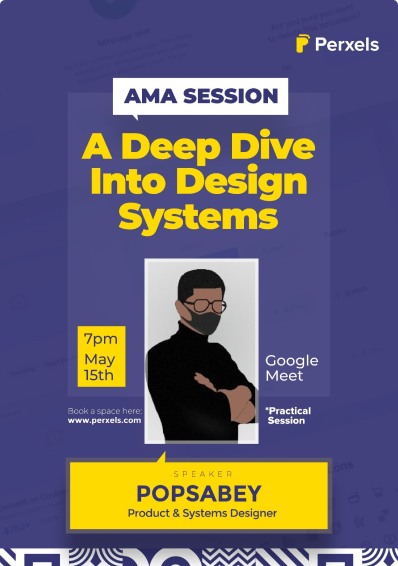 Perxels
AMA SESSION
A Deep Dive
Into Design
Systems
7pm
May
15th
Google
Meet
Book a space here:
www.perxels.com
*Practical
Session
SPEAKER
POPSABEY
Product & Systems Designer